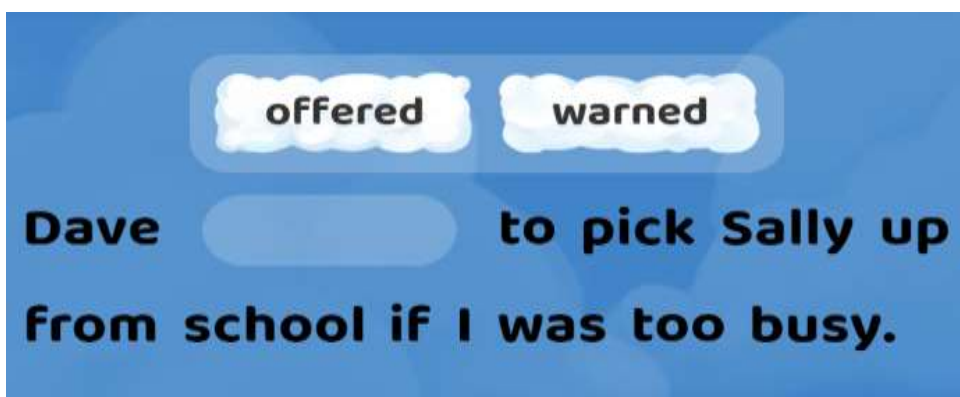 offered warned
Dave to pick Sally up
from school if I was too busy.